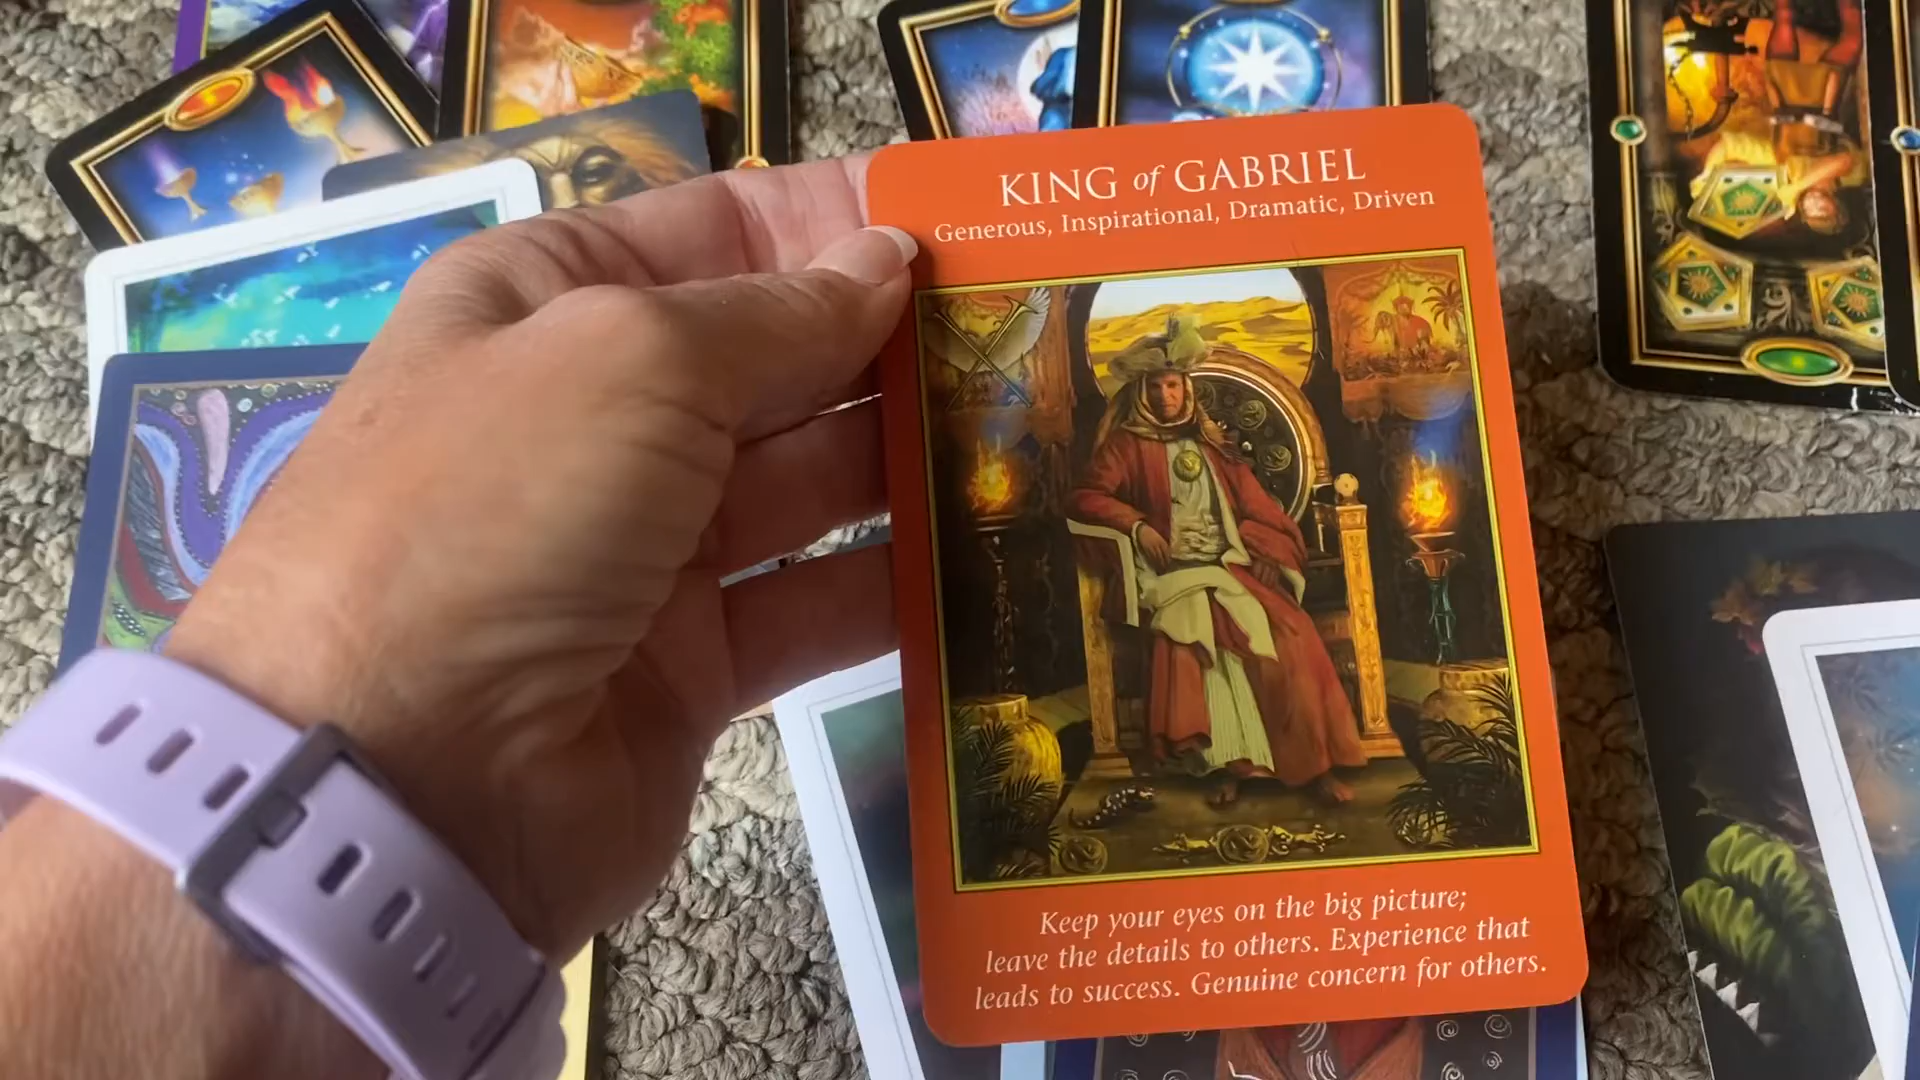 KING of GABRIEL
Generous, Inspirational, Dramatic, Driven
Keep your eyes on the big picture;
leave the details to others. Experience that
leads to success. Genuine concern for others.